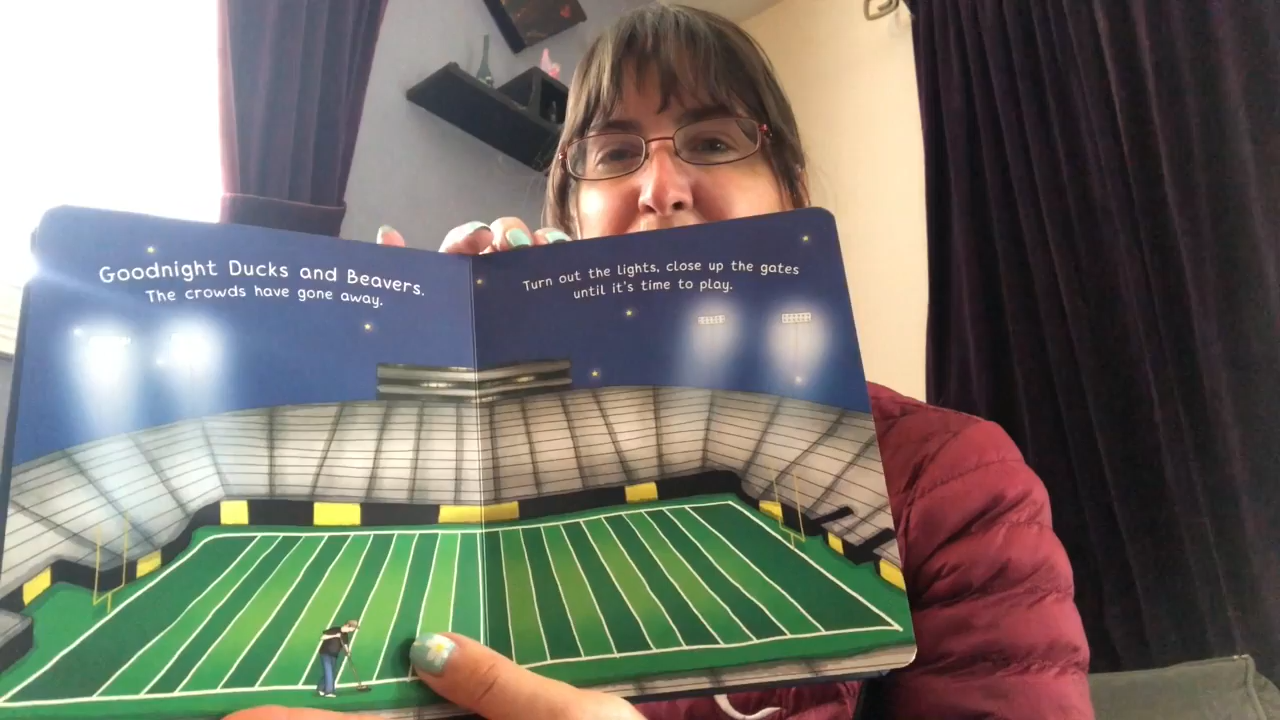 Goodnight Ducks and Beavers.
The crowds have gone away.
Turn out the lights, close up the gates
until it's time to play.